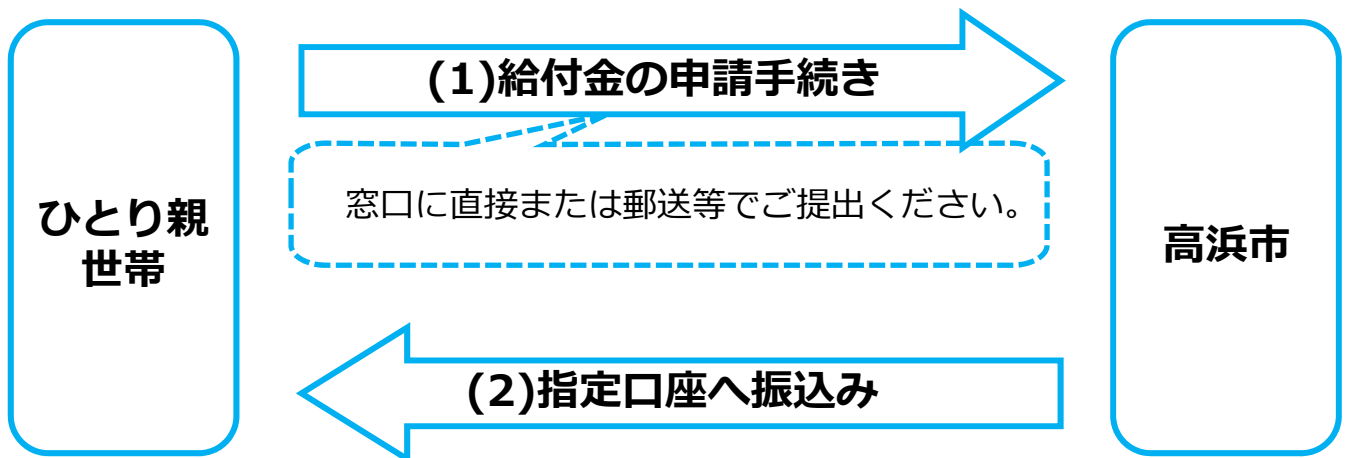 (1)給付金の申請手続き
窓口に直接または郵送等でご提出ください。
ひとり親
世帯
高浜市
(2)指定口座へ振込み